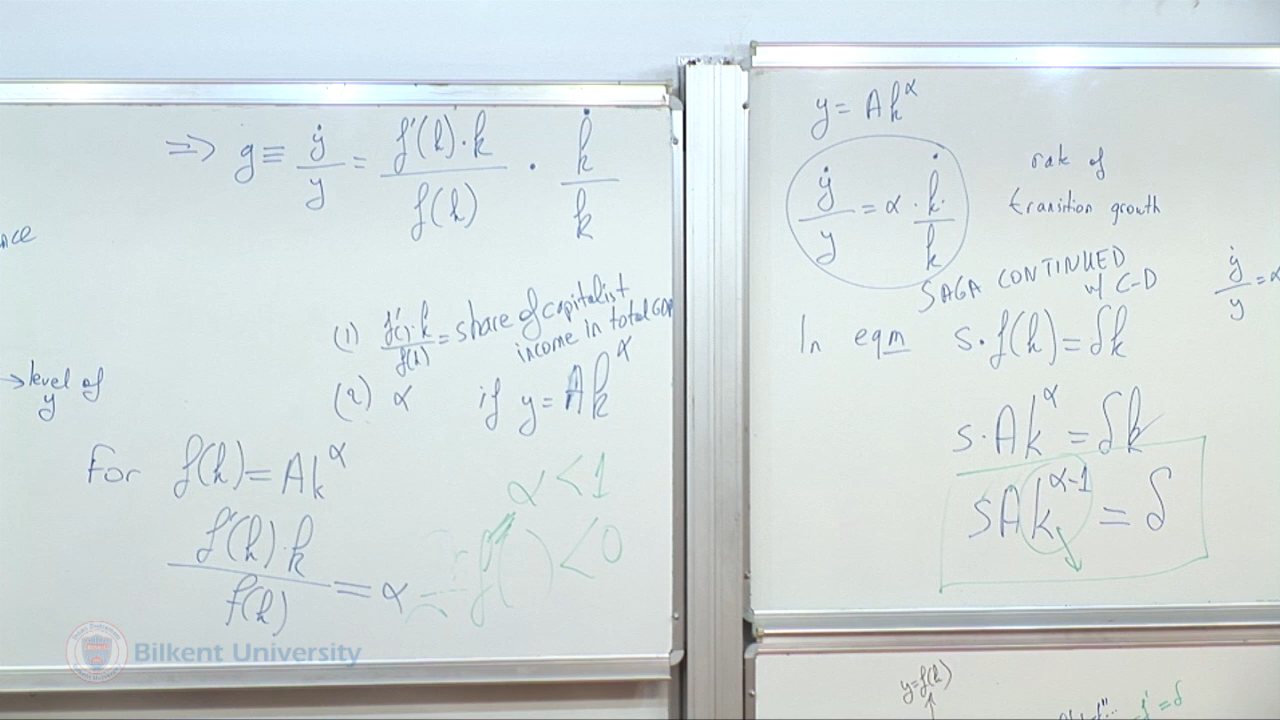 ⇒ g ≡ ẏ/y = f'(k)·k / f(k) · k̇/k
nce
(1) f'()·k / f(k) = share of capitalist
income in total GDP
→ level of
y
(2) α if y = Ak^α
For f(k) = Ak^α
f'(k)·k / f(k) = α
α < 1
f''( ) < 0
Bilkent University
y = Ak^α
ẏ/y = α · k̇/k
rate of
transition growth
SAGA CONTINUED
w/ C-D
ẏ/y = α
In eqm s·f(k) = δk
s·Ak^α = δk
sAk^(α-1) = δ
y=f(k)
f' = δ